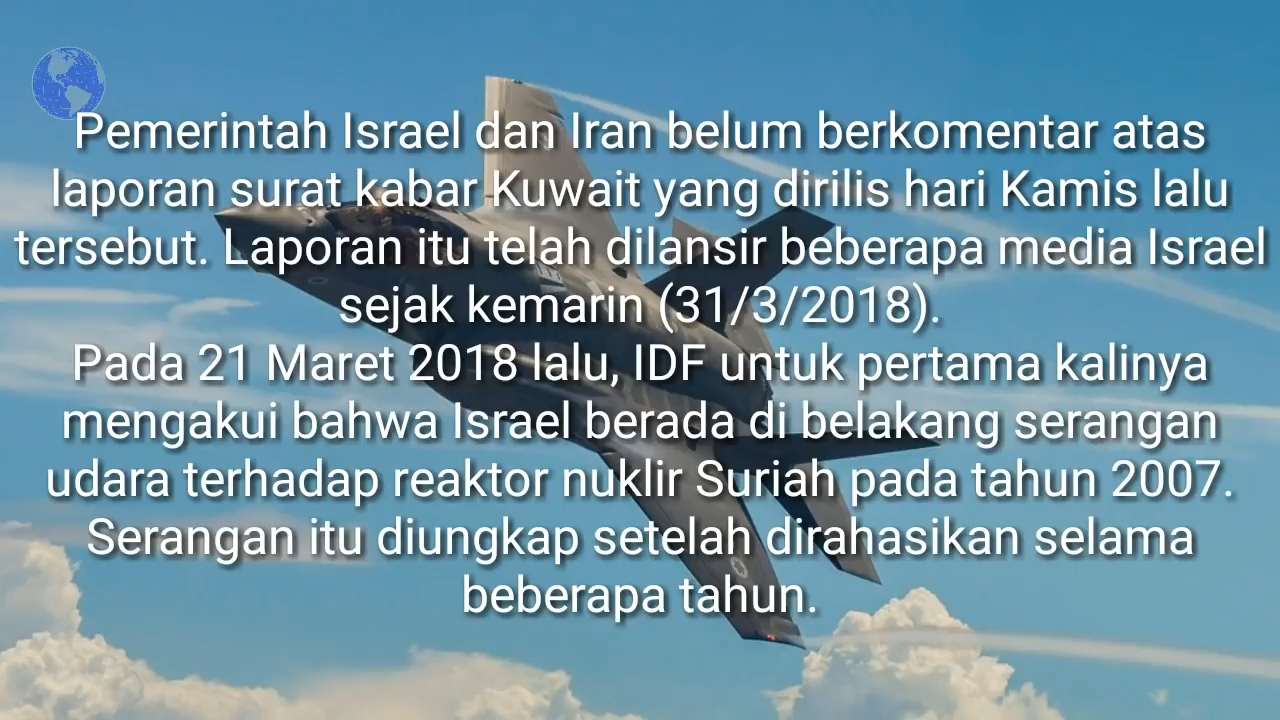 Pemerintah Israel dan Iran belum berkomentar atas
laporan surat kabar Kuwait yang dirilis hari Kamis lalu
tersebut. Laporan itu telah dilansir beberapa media Israel
sejak kemarin (31/3/2018).
Pada 21 Maret 2018 lalu, IDF untuk pertama kalinya
mengakui bahwa Israel berada di belakang serangan
udara terhadap reaktor nuklir Suriah pada tahun 2007.
Serangan itu diungkap setelah dirahasikan selama
beberapa tahun.